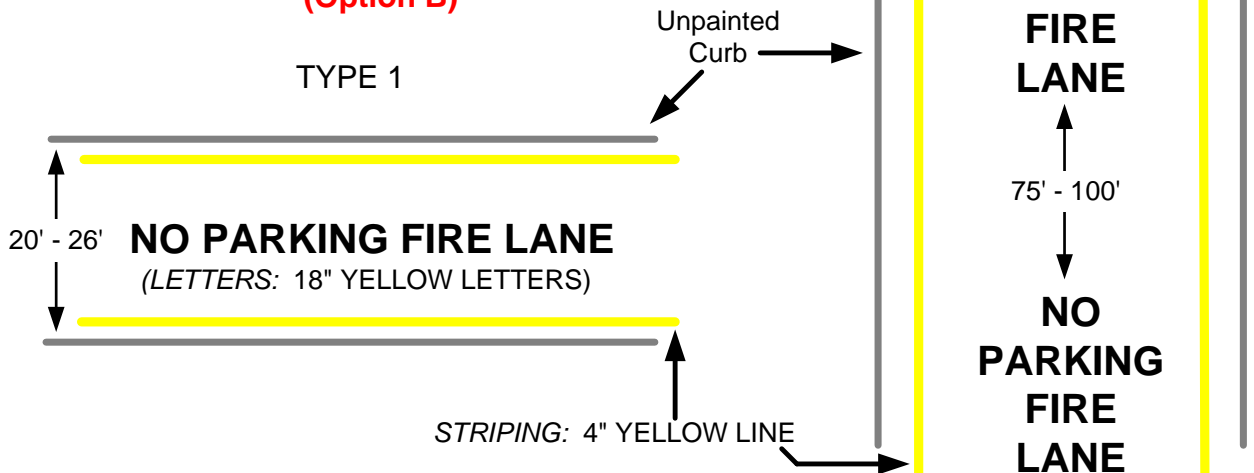 (Option B)
TYPE 1
Unpainted
Curb
20' - 26'
NO PARKING FIRE LANE
(LETTERS: 18" YELLOW LETTERS)
STRIPING: 4" YELLOW LINE
FIRE
LANE
75' - 100'
NO
PARKING
FIRE
LANE